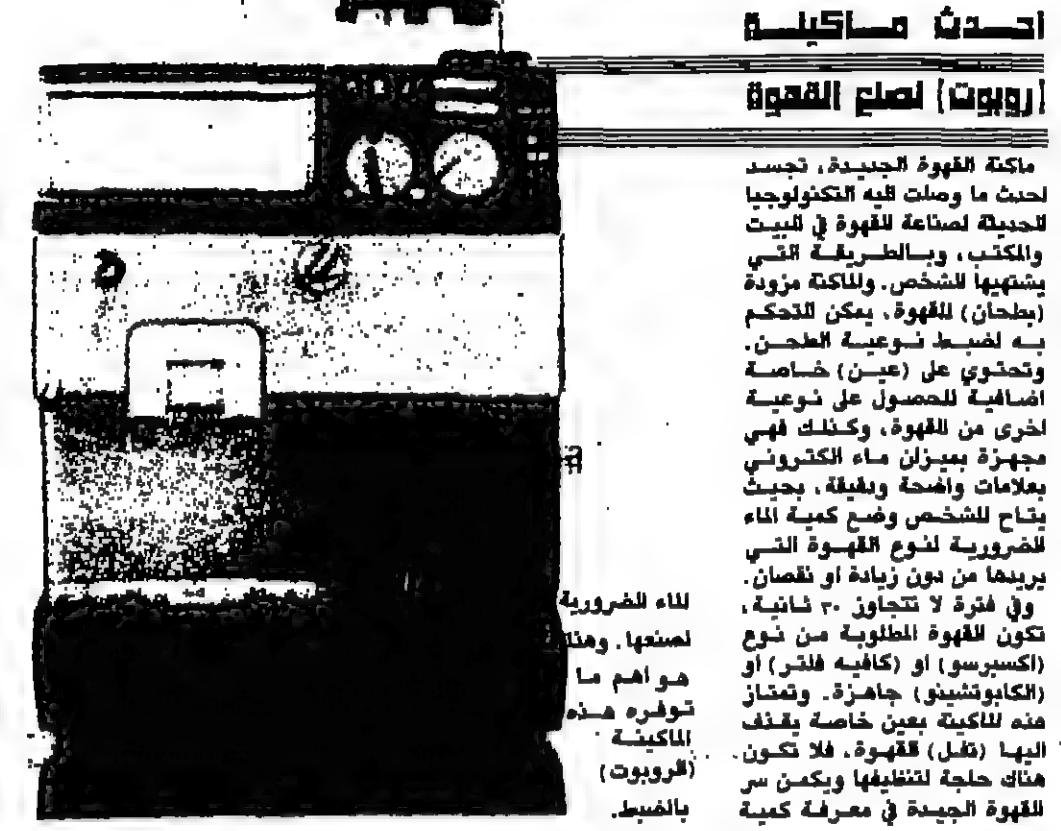 احدث ماكينة
(روبوت) لصنع القهوة
ماكنة القهوة الجديدة، تجسد
احدث ما وصلت اليه التكنولوجيا
الحديثة لصناعة القهوة في البيت
والمكتب، وبالطريقة التي
يشتهيها الشخص. والماكنة مزودة
(بطحان) للقهوة، يمكن التحكم
به لضبط نوعية الطحن.
وتحتوي على (عين) خاصة
اضافية للحصول على نوعية
اخرى من القهوة، وكذلك فهي
مجهزة بميزان ماء الكتروني
بعلامات واضحة ودقيقة، بحيث
يتاح للشخص وضع كمية الماء
الضرورية لنوع القهوة التي
يريدها من دون زيادة او نقصان.
وفي فترة لا تتجاوز ٣٠ ثانية،
تكون القهوة المطلوبة من نوع
(اكسبرسو) او (كافيه فلتر) او
(الكابوتشينو) جاهزة. وتمتاز
هذه الماكينة بعين خاصة يقذف
اليها (تفل) القهوة، فلا تكون
هناك حاجة لتنظيفها ويكمن سر
القهوة الجيدة في معرفة كمية
الماء الضرورية
لصنعها. وهذا
هو اهم ما
توفره هذه
الماكينة
(الروبوت)
بالضبط.